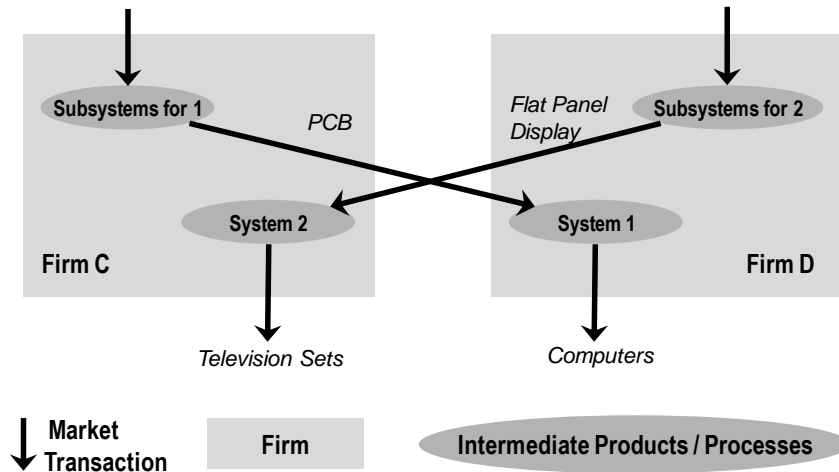 Subsystems for 1
Subsystems for 2
PCB
Flat Panel
Display
System 2
System 1
Firm C
Firm D
Television Sets
Computers
Market
Transaction
Firm
Intermediate Products / Processes